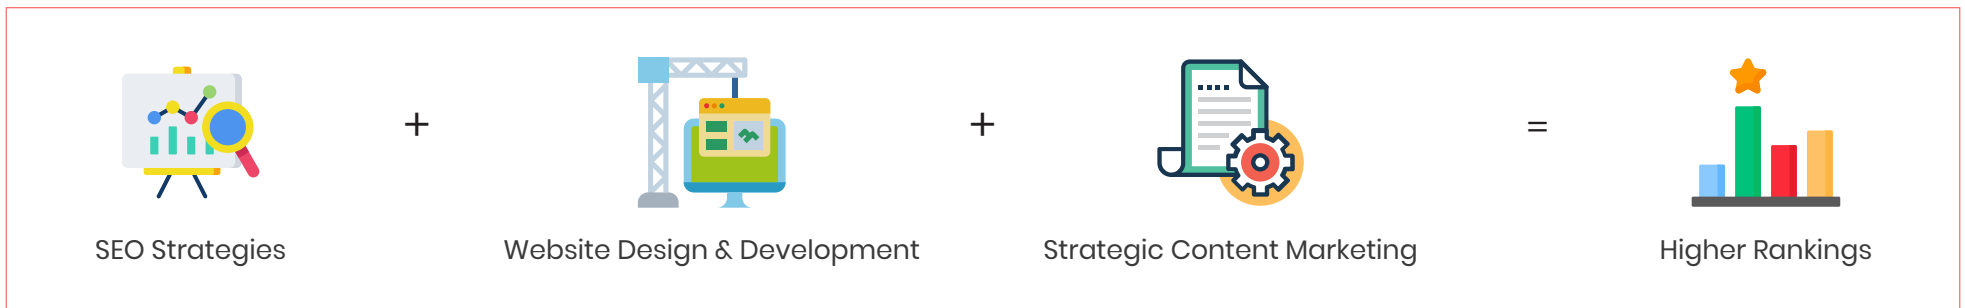 +
+
=
SEO Strategies
Website Design & Development
Strategic Content Marketing
Higher Rankings